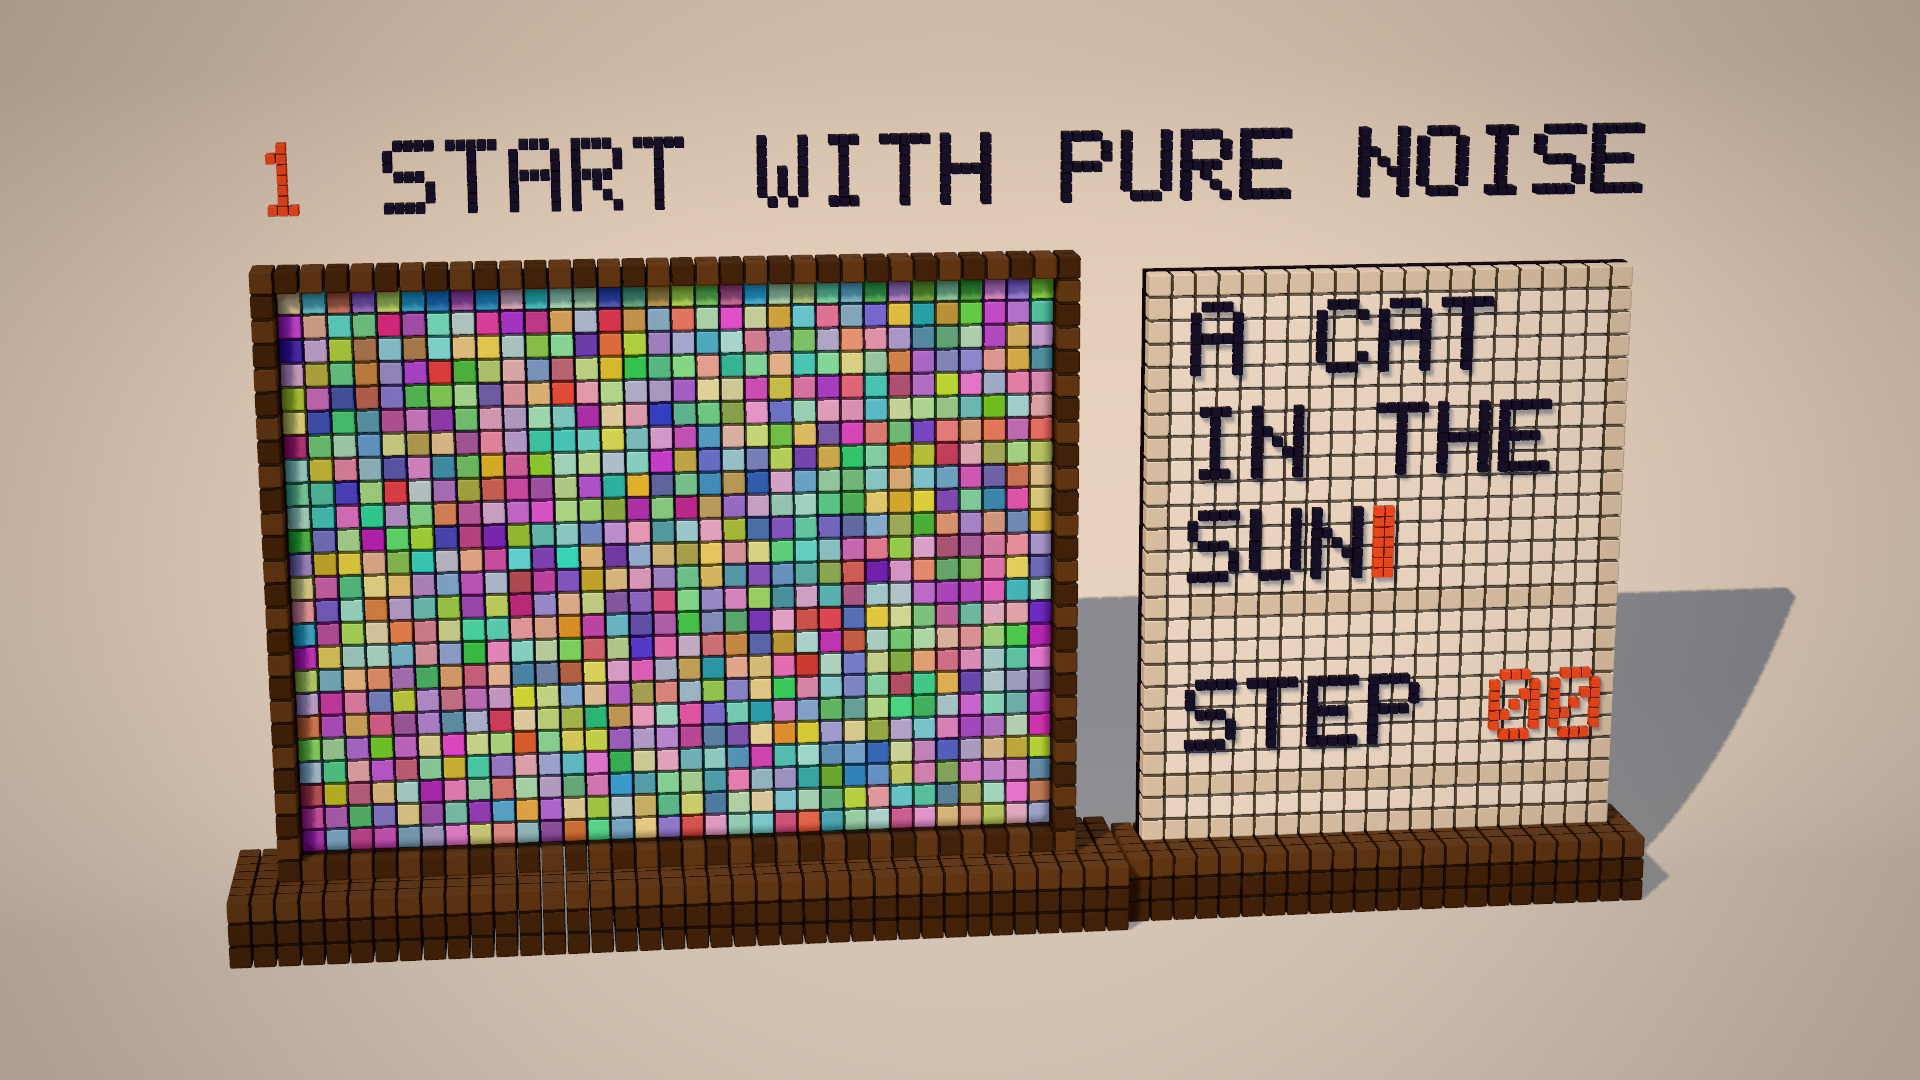 1 START WITH PURE NOISE
A CAT
IN THE
SUN
STEP 00